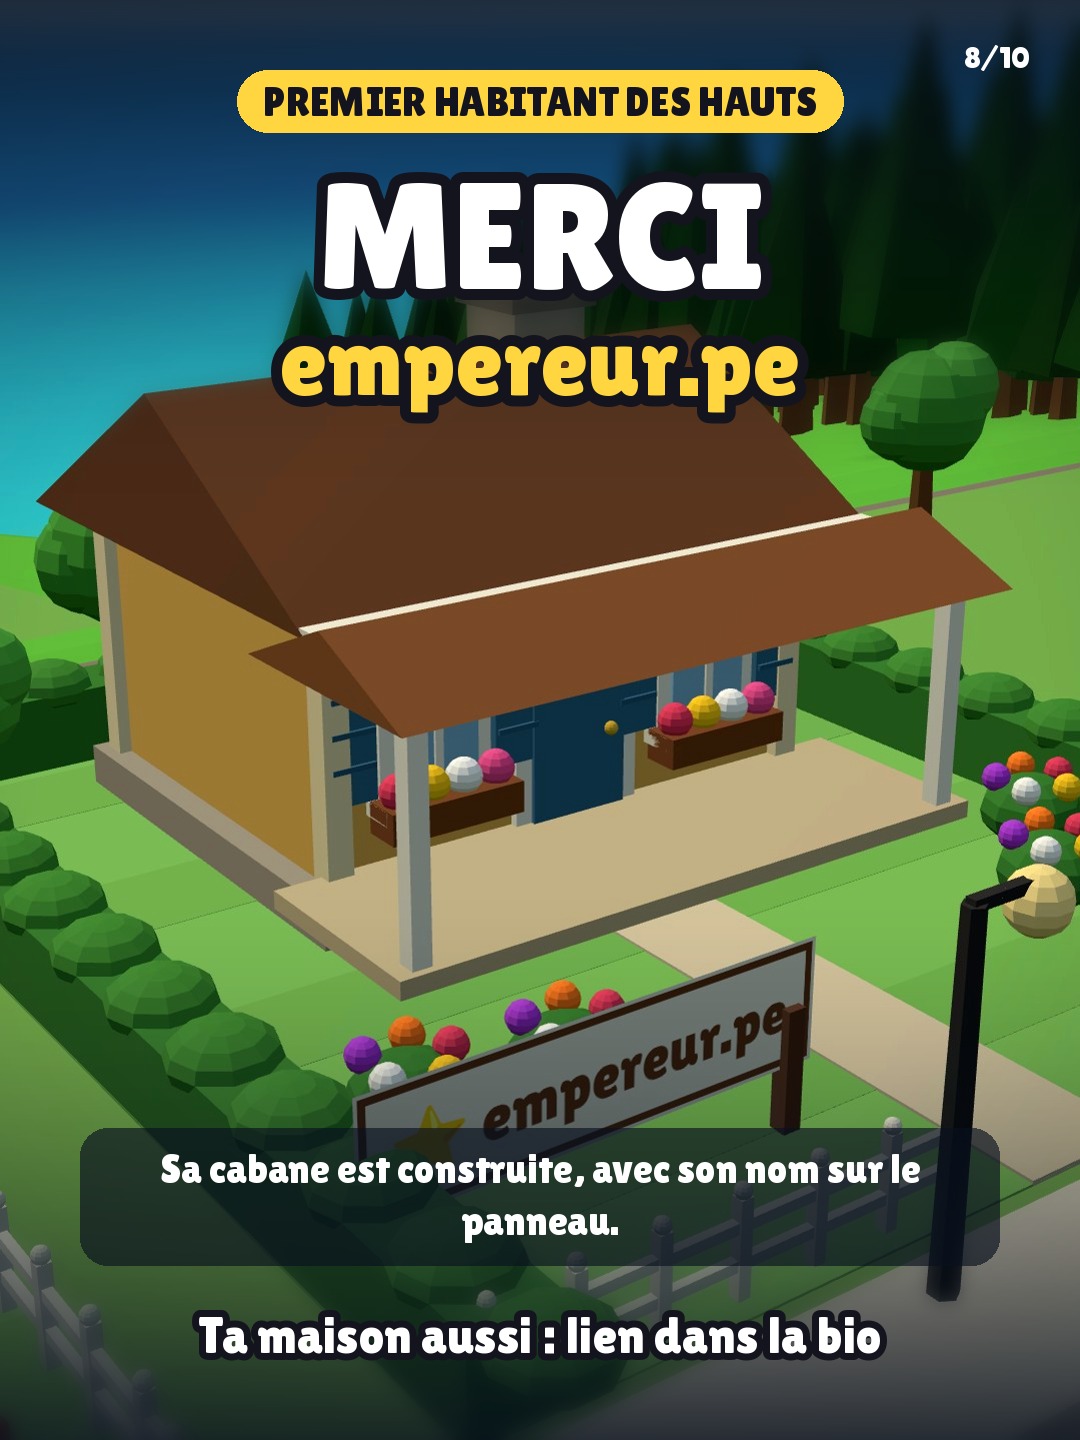 8/10
PREMIER HABITANT DES HAUTS
MERCI
empereur.pe
empereur.pe
Sa cabane est construite, avec son nom sur le
panneau.
Ta maison aussi : lien dans la bio